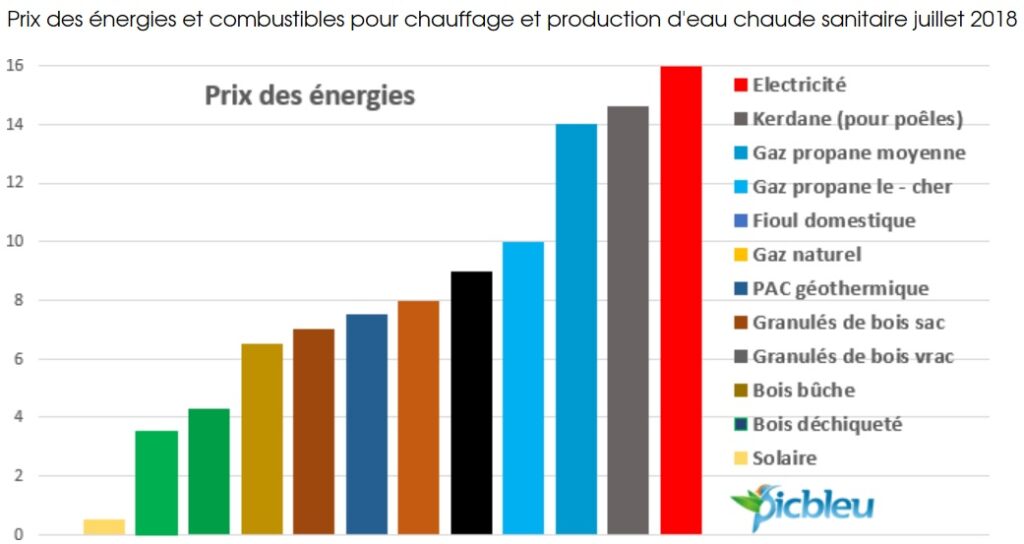 Prix des énergies et combustibles pour chauffage et production d'eau chaude sanitaire juillet 2018
Prix des énergies
16
14
12
10
8
6
4
2
0
Electricité
Kerdane (pour poêles)
Gaz propane moyenne
Gaz propane le - cher
Fioul domestique
Gaz naturel
PAC géothermique
Granulés de bois sac
Granulés de bois vrac
Bois bûche
Bois déchiqueté
Solaire
Picbleu